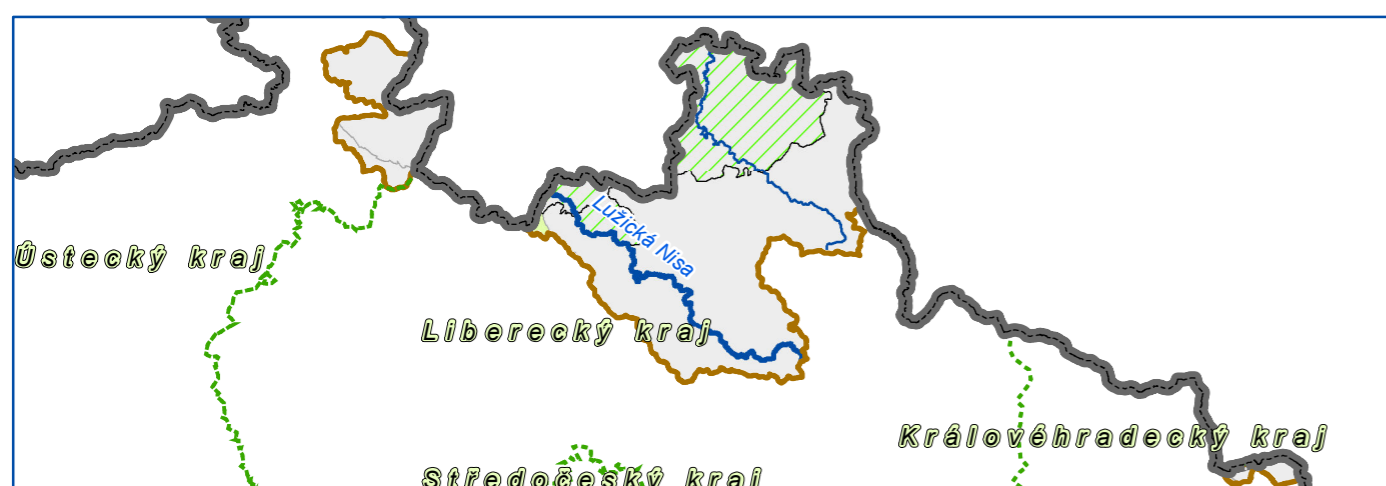 Lužická Nisa
Ústecký kraj
Liberecký kraj
Královéhradecký kraj
Středočeský kraj